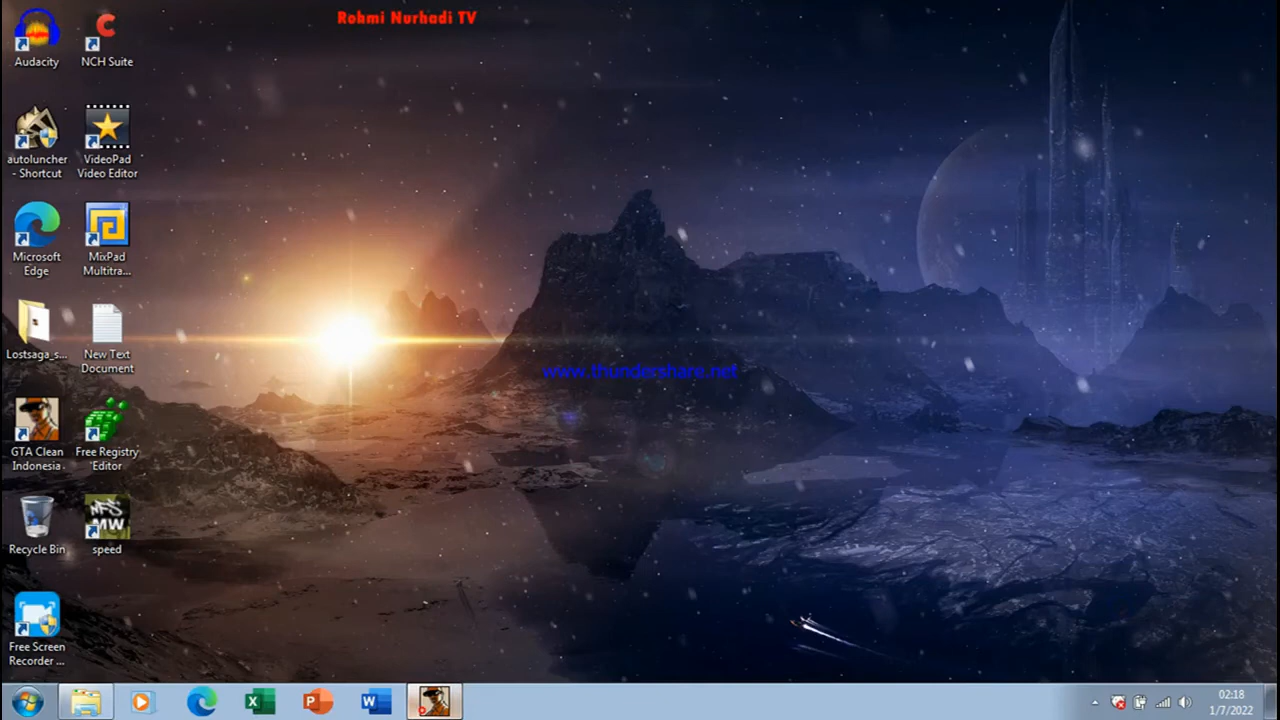 Rohmi Nurhadi TV
Audacity
NCH Suite
autoluncher
- Shortcut
VideoPad
Video Editor
Microsoft
Edge
MixPad
Multitra...
Lostsaga_s...
New Text
Document
GTA Clean
Indonesia
Free Registry
Editor
Recycle Bin
speed
Free Screen
Recorder ...
www.thundershare.net
NFS
MW
02:18
1/7/2022